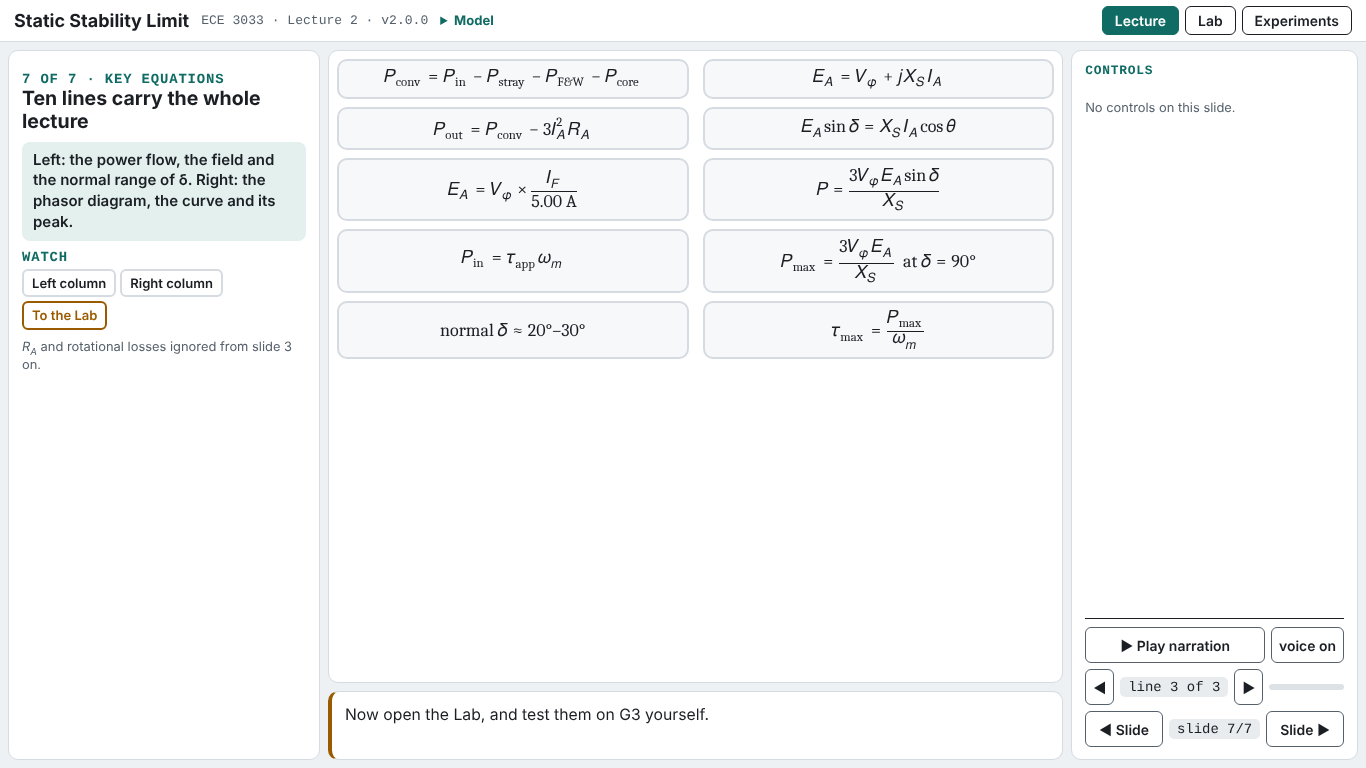 Static Stability Limit ECE 3033 · Lecture 2 · v2.0.0 ▶ Model
Lecture Lab Experiments
7 OF 7 · KEY EQUATIONS
Ten lines carry the whole
lecture
Left: the power flow, the field and
the normal range of δ. Right: the
phasor diagram, the curve and its
peak.
WATCH
Left column Right column
To the Lab
R_A and rotational losses ignored from slide 3
on.
P_conv = P_in − P_stray − P_F&W − P_core
E_A = V_φ + jX_S I_A
P_out = P_conv − 3I_A^2 R_A
E_A sin δ = X_S I_A cos θ
E_A = V_φ × I_F / 5.00 A
P = 3V_φ E_A sin δ / X_S
P_in = τ_app ω_m
P_max = 3V_φ E_A / X_S at δ = 90°
normal δ ≈ 20°–30°
τ_max = P_max / ω_m
Now open the Lab, and test them on G3 yourself.
CONTROLS
No controls on this slide.
▶ Play narration voice on
◀ line 3 of 3 ▶
◀ Slide slide 7/7 Slide ▶